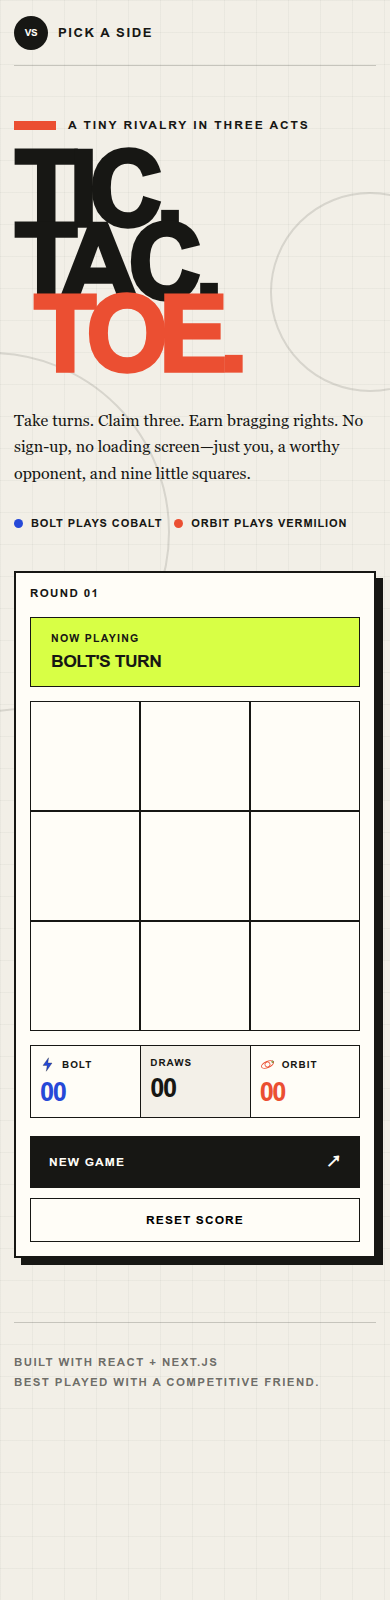 VS
PICK A SIDE
A TINY RIVALRY IN THREE ACTS
TIC.
TAC.
TOE.
Take turns. Claim three. Earn bragging rights. No
sign-up, no loading screen—just you, a worthy
opponent, and nine little squares.
BOLT PLAYS COBALT ORBIT PLAYS VERMILION
ROUND 01
NOW PLAYING
BOLT'S TURN
BOLT DRAWS ORBIT
00 00 00
NEW GAME ↗
RESET SCORE
BUILT WITH REACT + NEXT.JS
BEST PLAYED WITH A COMPETITIVE FRIEND.